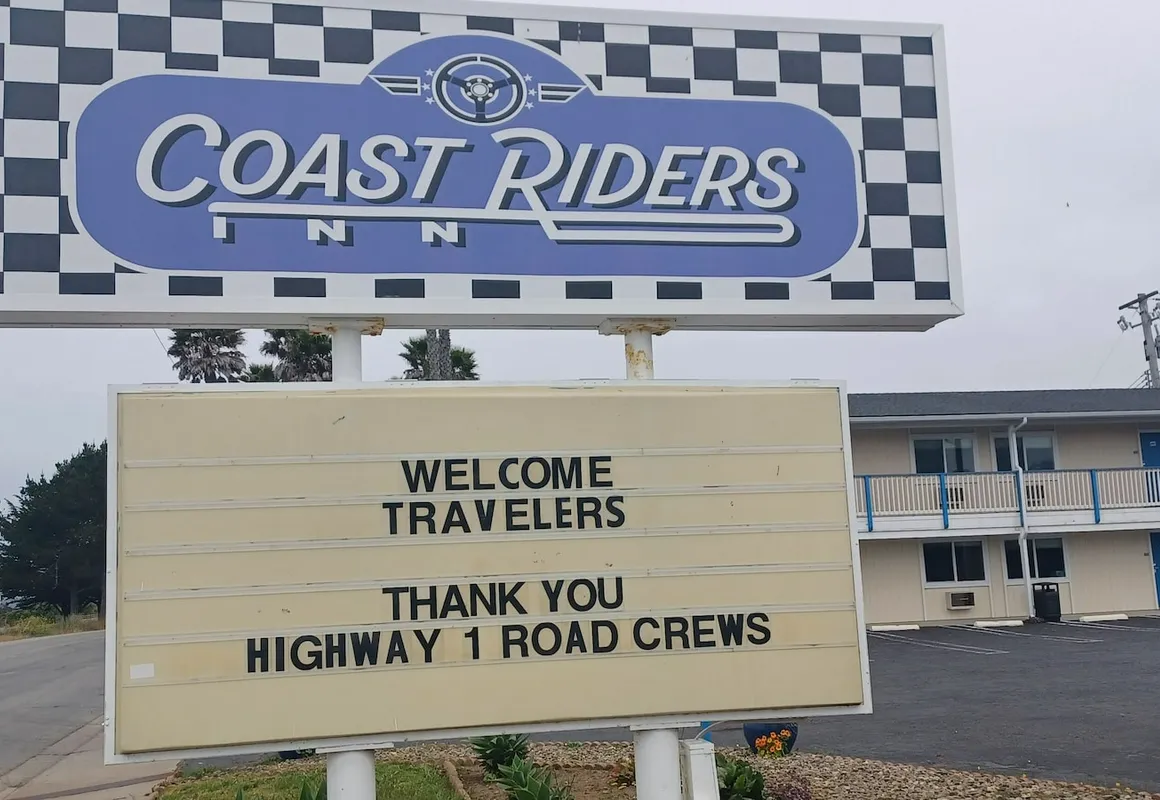 COAST RIDERS
INN
WELCOME
TRAVELERS
THANK YOU
HIGHWAY 1 ROAD CREWS